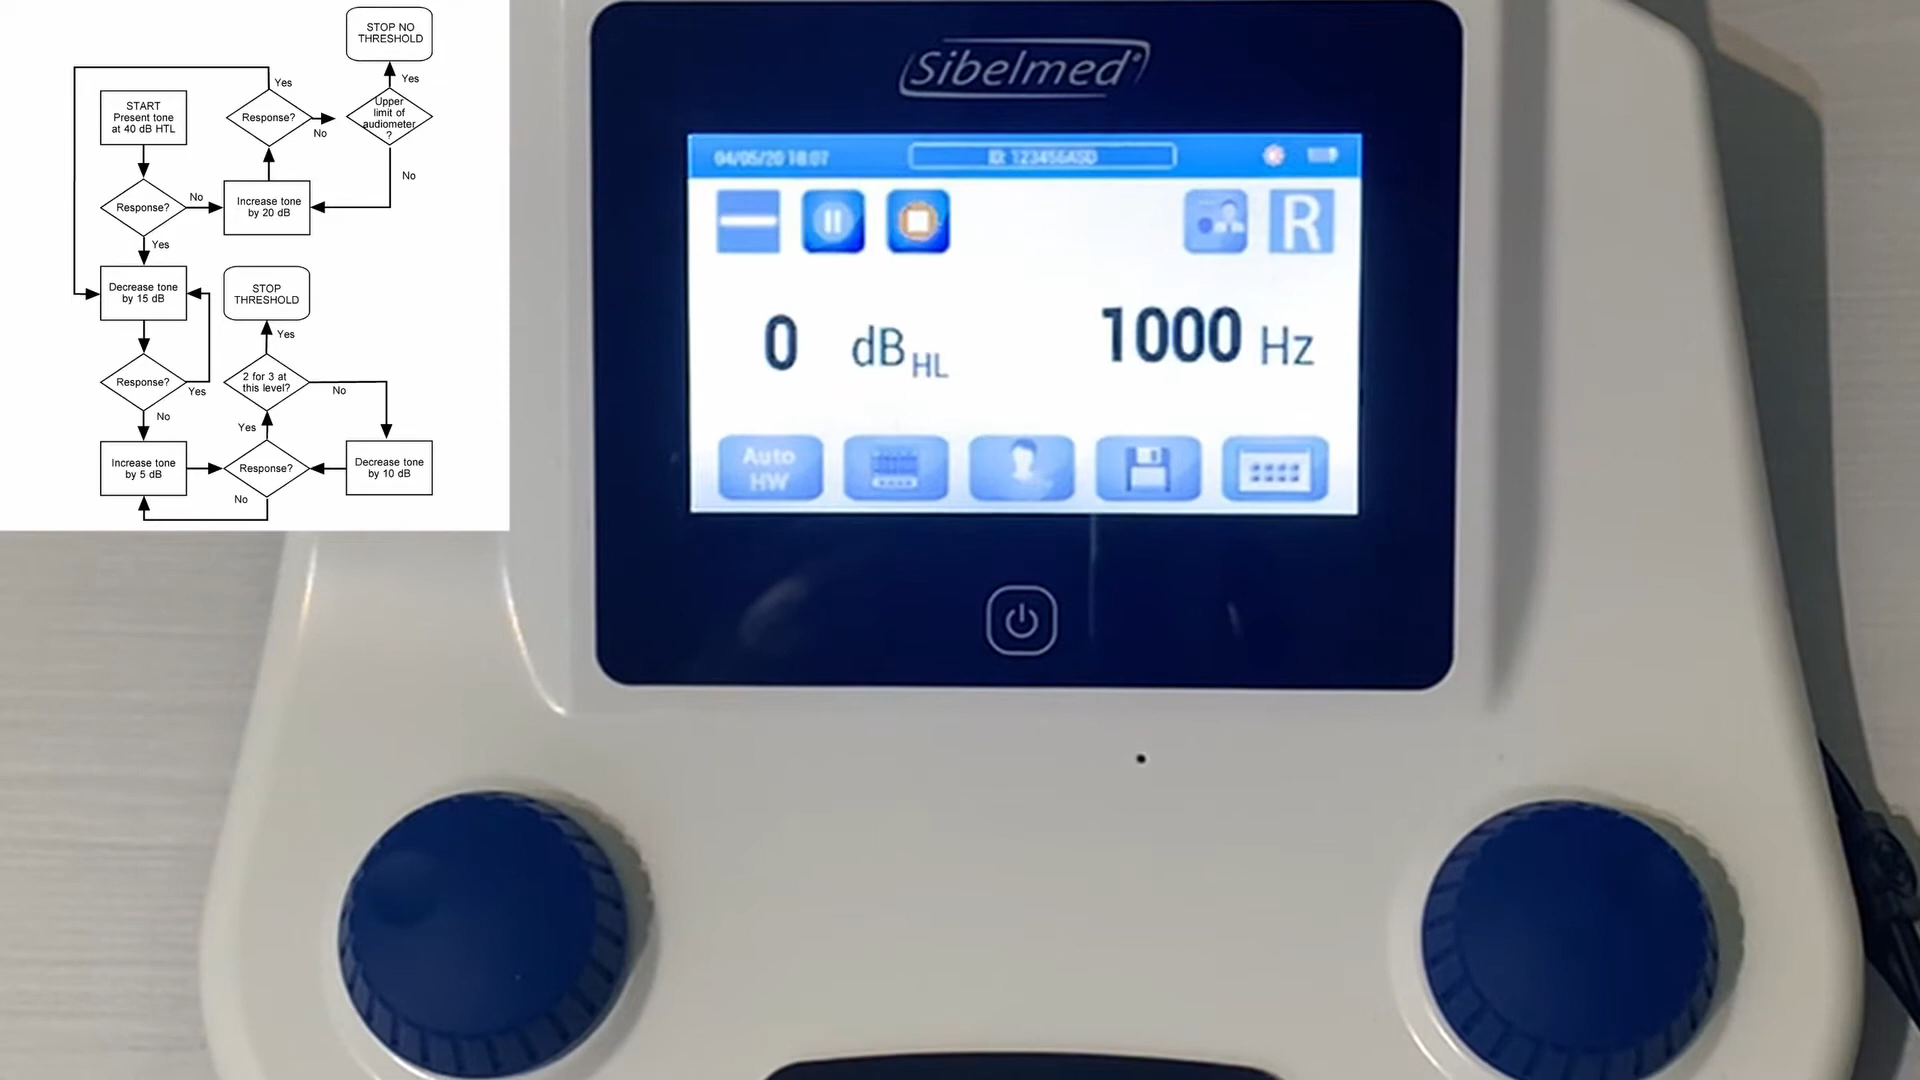 STOP NO
THRESHOLD
Yes
Yes
START
Present tone
at 40 dB HTL
Response?
No
Upper
limit of
audiometer
?
No
Response?
No
Increase tone
by 20 dB
Yes
Decrease tone
by 15 dB
STOP
THRESHOLD
Yes
Response?
Yes
2 for 3 at
this level?
No
No
Yes
Increase tone
by 5 dB
Response?
Decrease tone
by 10 dB
No
Sibelmed
04/05/20 18:07
ID: 123456ASD
R
0 dB HL
1000 Hz
Auto
HW